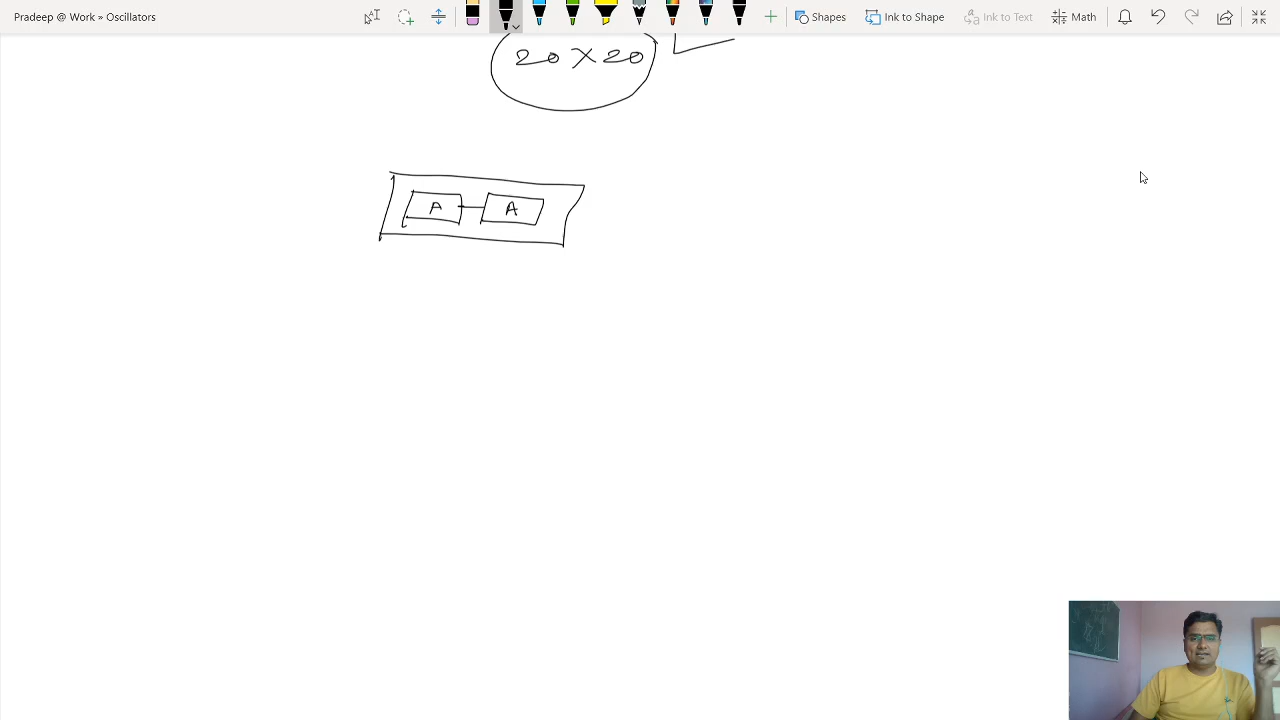 Pradeep @ Work » Oscillators
Shapes
Ink to Shape
Ink to Text
Math
20 X 20
A A